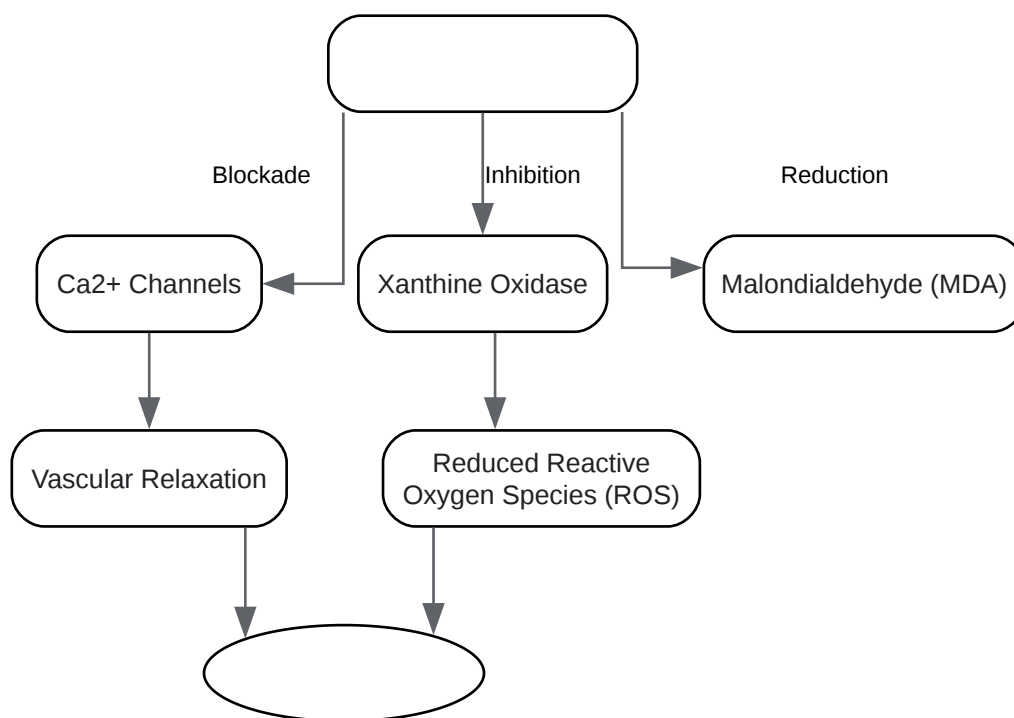 Blockade
Inhibition
Reduction
Ca2+ Channels
Xanthine Oxidase
Malondialdehyde (MDA)
Vascular Relaxation
Reduced Reactive
Oxygen Species (ROS)